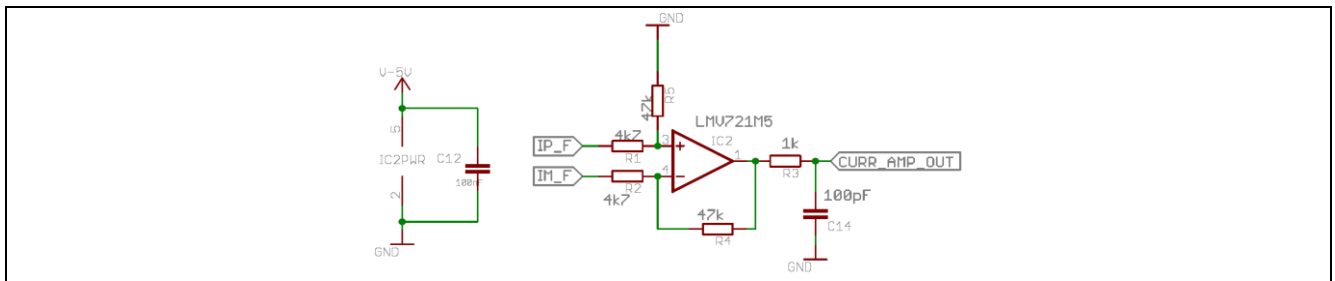 GND
V-5V
5
IC2PWR
2
C12
100nF
GND
47k
R5
LMV721M5
IC2
IP_F
4k7
R1
3
1
1k
R3
CURR_AMP_OUT
IM_F
R2
4k7
4
47k
R4
100pF
C14
GND